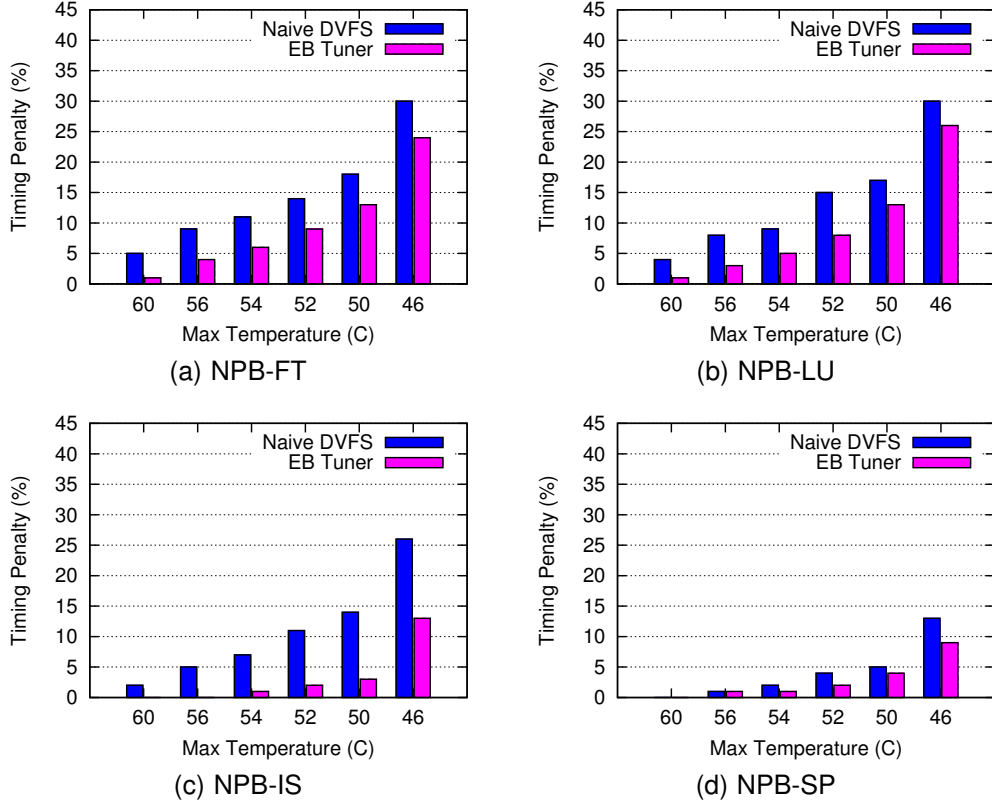 45
40
35
30
25
20
15
10
5
0
Timing Penalty (%)
Naive DVFS
EB Tuner
60 56 54 52 50 46
Max Temperature (C)
(a) NPB-FT
45
40
35
30
25
20
15
10
5
0
Timing Penalty (%)
Naive DVFS
EB Tuner
60 56 54 52 50 46
Max Temperature (C)
(b) NPB-LU
45
40
35
30
25
20
15
10
5
0
Timing Penalty (%)
Naive DVFS
EB Tuner
60 56 54 52 50 46
Max Temperature (C)
(c) NPB-IS
45
40
35
30
25
20
15
10
5
0
Timing Penalty (%)
Naive DVFS
EB Tuner
60 56 54 52 50 46
Max Temperature (C)
(d) NPB-SP